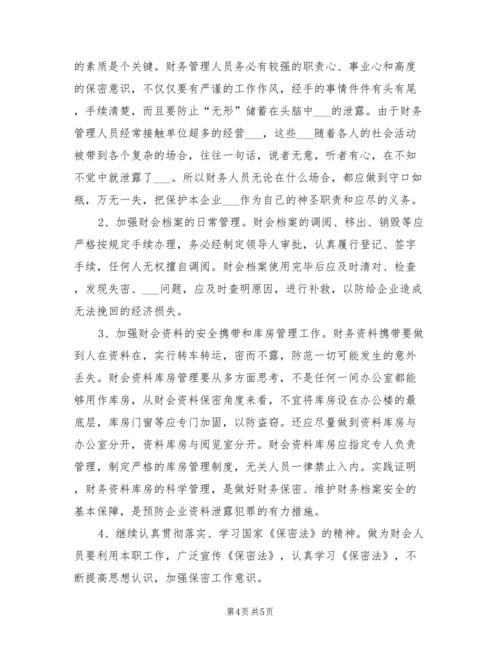 的素质是个关键。财务管理人员务必有较强的职责心、事业心和高度
的保密意识，不仅仅要有严谨的工作作风，经手的事情件件有头有尾
，手续清楚，而且要防止“无形”储蓄在头脑中___的泄露。由于财务
管理人员经常接触单位超多的经营___，这些___随着各人的社会活动
被带到各个复杂的场合，往往一句话，说者无意，听者有心，在不知
不觉中就泄露了___。所以财务人员无论在什么场合，都应做到守口如
瓶，万无一失，把保护本企业___作为自己的神圣职责和应尽的义务。
2、加强财会档案的日常管理。财会档案的调阅、移出、销毁等应
严格按规定手续办理，务必经制定领导人审批，认真履行登记、签字
手续，任何人无权擅自调阅。财会档案使用完毕后应及时清对、检查
，发现失密、___问题，应及时查明原因，进行补救，以防给企业造成
无法挽回的经济损失。
3、加强财会资料的安全携带和库房管理工作。财务资料携带要做
到人在资料在，实行转车转运，密而不露，防范一切可能发生的意外
丢失。财会资料库房管理要从多方面思考，不是任何一间办公室都能
够用作库房，从财会资料保密角度来看，不宜将库房设在办公楼的最
底层，库房门窗等应专门加固，以防盗窃。还应尽量做到资料库房与
办公室分开，资料库房与阅览室分开。财会资料库房应指定专人负责
管理，制定严格的库房管理制度，无关人员一律禁止入内。实践证明
，财务资料库房的科学管理，是做好财务保密、维护财务档案安全的
基本保障，是预防企业资料泄露犯罪的有力措施。
4、继续认真贯彻落实、学习国家《保密法》的精神。做为财会人
员要利用本职工作，广泛宣传《保密法》，认真学习《保密法》，不
断提高思想认识，加强保密工作意识。
第4页共5页